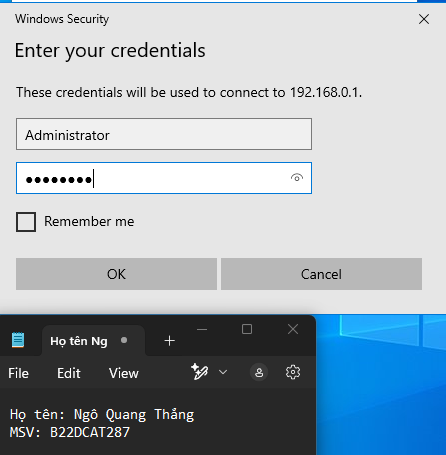 Windows Security
Enter your credentials
These credentials will be used to connect to 192.168.0.1.
Administrator
●●●●●●●●
Remember me
OK
Cancel
Họ tên Ng
File
Edit
View
Họ tên: Ngô Quang Thắng
MSV: B22DCAT287